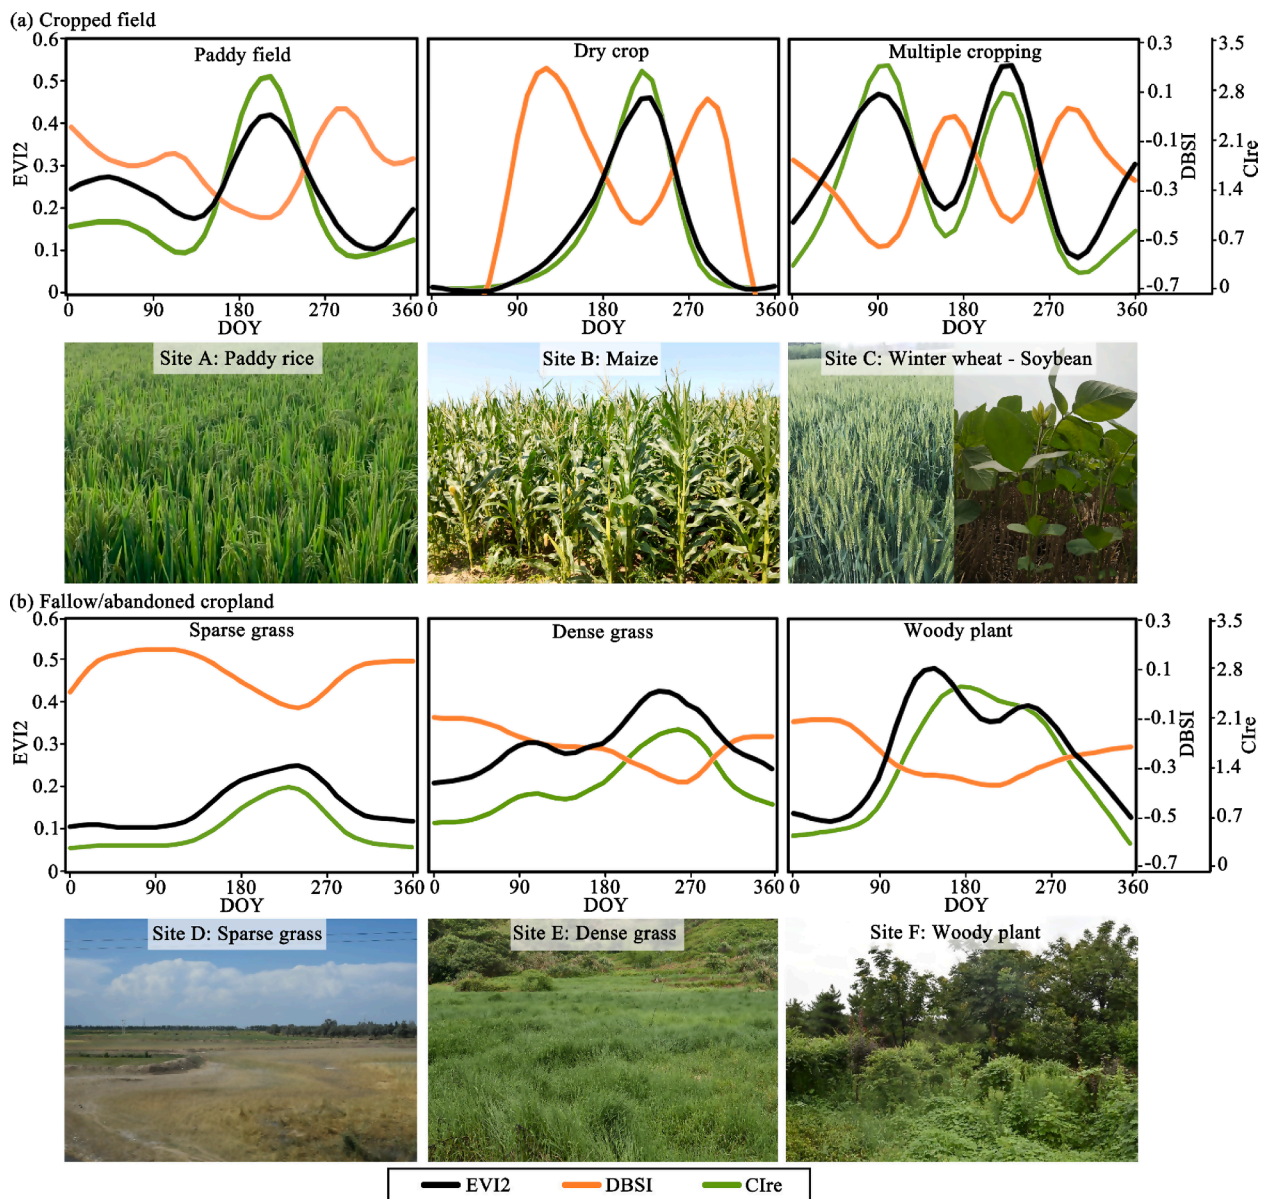 (a) Cropped field
Paddy field
Dry crop
Multiple cropping
EVI2
0.6
0.5
0.4
0.3
0.2
0.1
0
0 90 180 270 360
DOY
0 90 180 270 360
DOY
0 90 180 270 360
DOY
0.3
0.1
-0.1
-0.3
-0.5
-0.7
DBSI
3.5
2.8
2.1
1.4
0.7
0
CIre
Site A: Paddy rice
Site B: Maize
Site C: Winter wheat - Soybean
(b) Fallow/abandoned cropland
Sparse grass
Dense grass
Woody plant
EVI2
0.6
0.5
0.4
0.3
0.2
0.1
0
0 90 180 270 360
DOY
0 90 180 270 360
DOY
0 90 180 270 360
DOY
0.3
0.1
-0.1
-0.3
-0.5
-0.7
DBSI
3.5
2.8
2.1
1.4
0.7
0
CIre
Site D: Sparse grass
Site E: Dense grass
Site F: Woody plant
EVI2 DBSI CIre